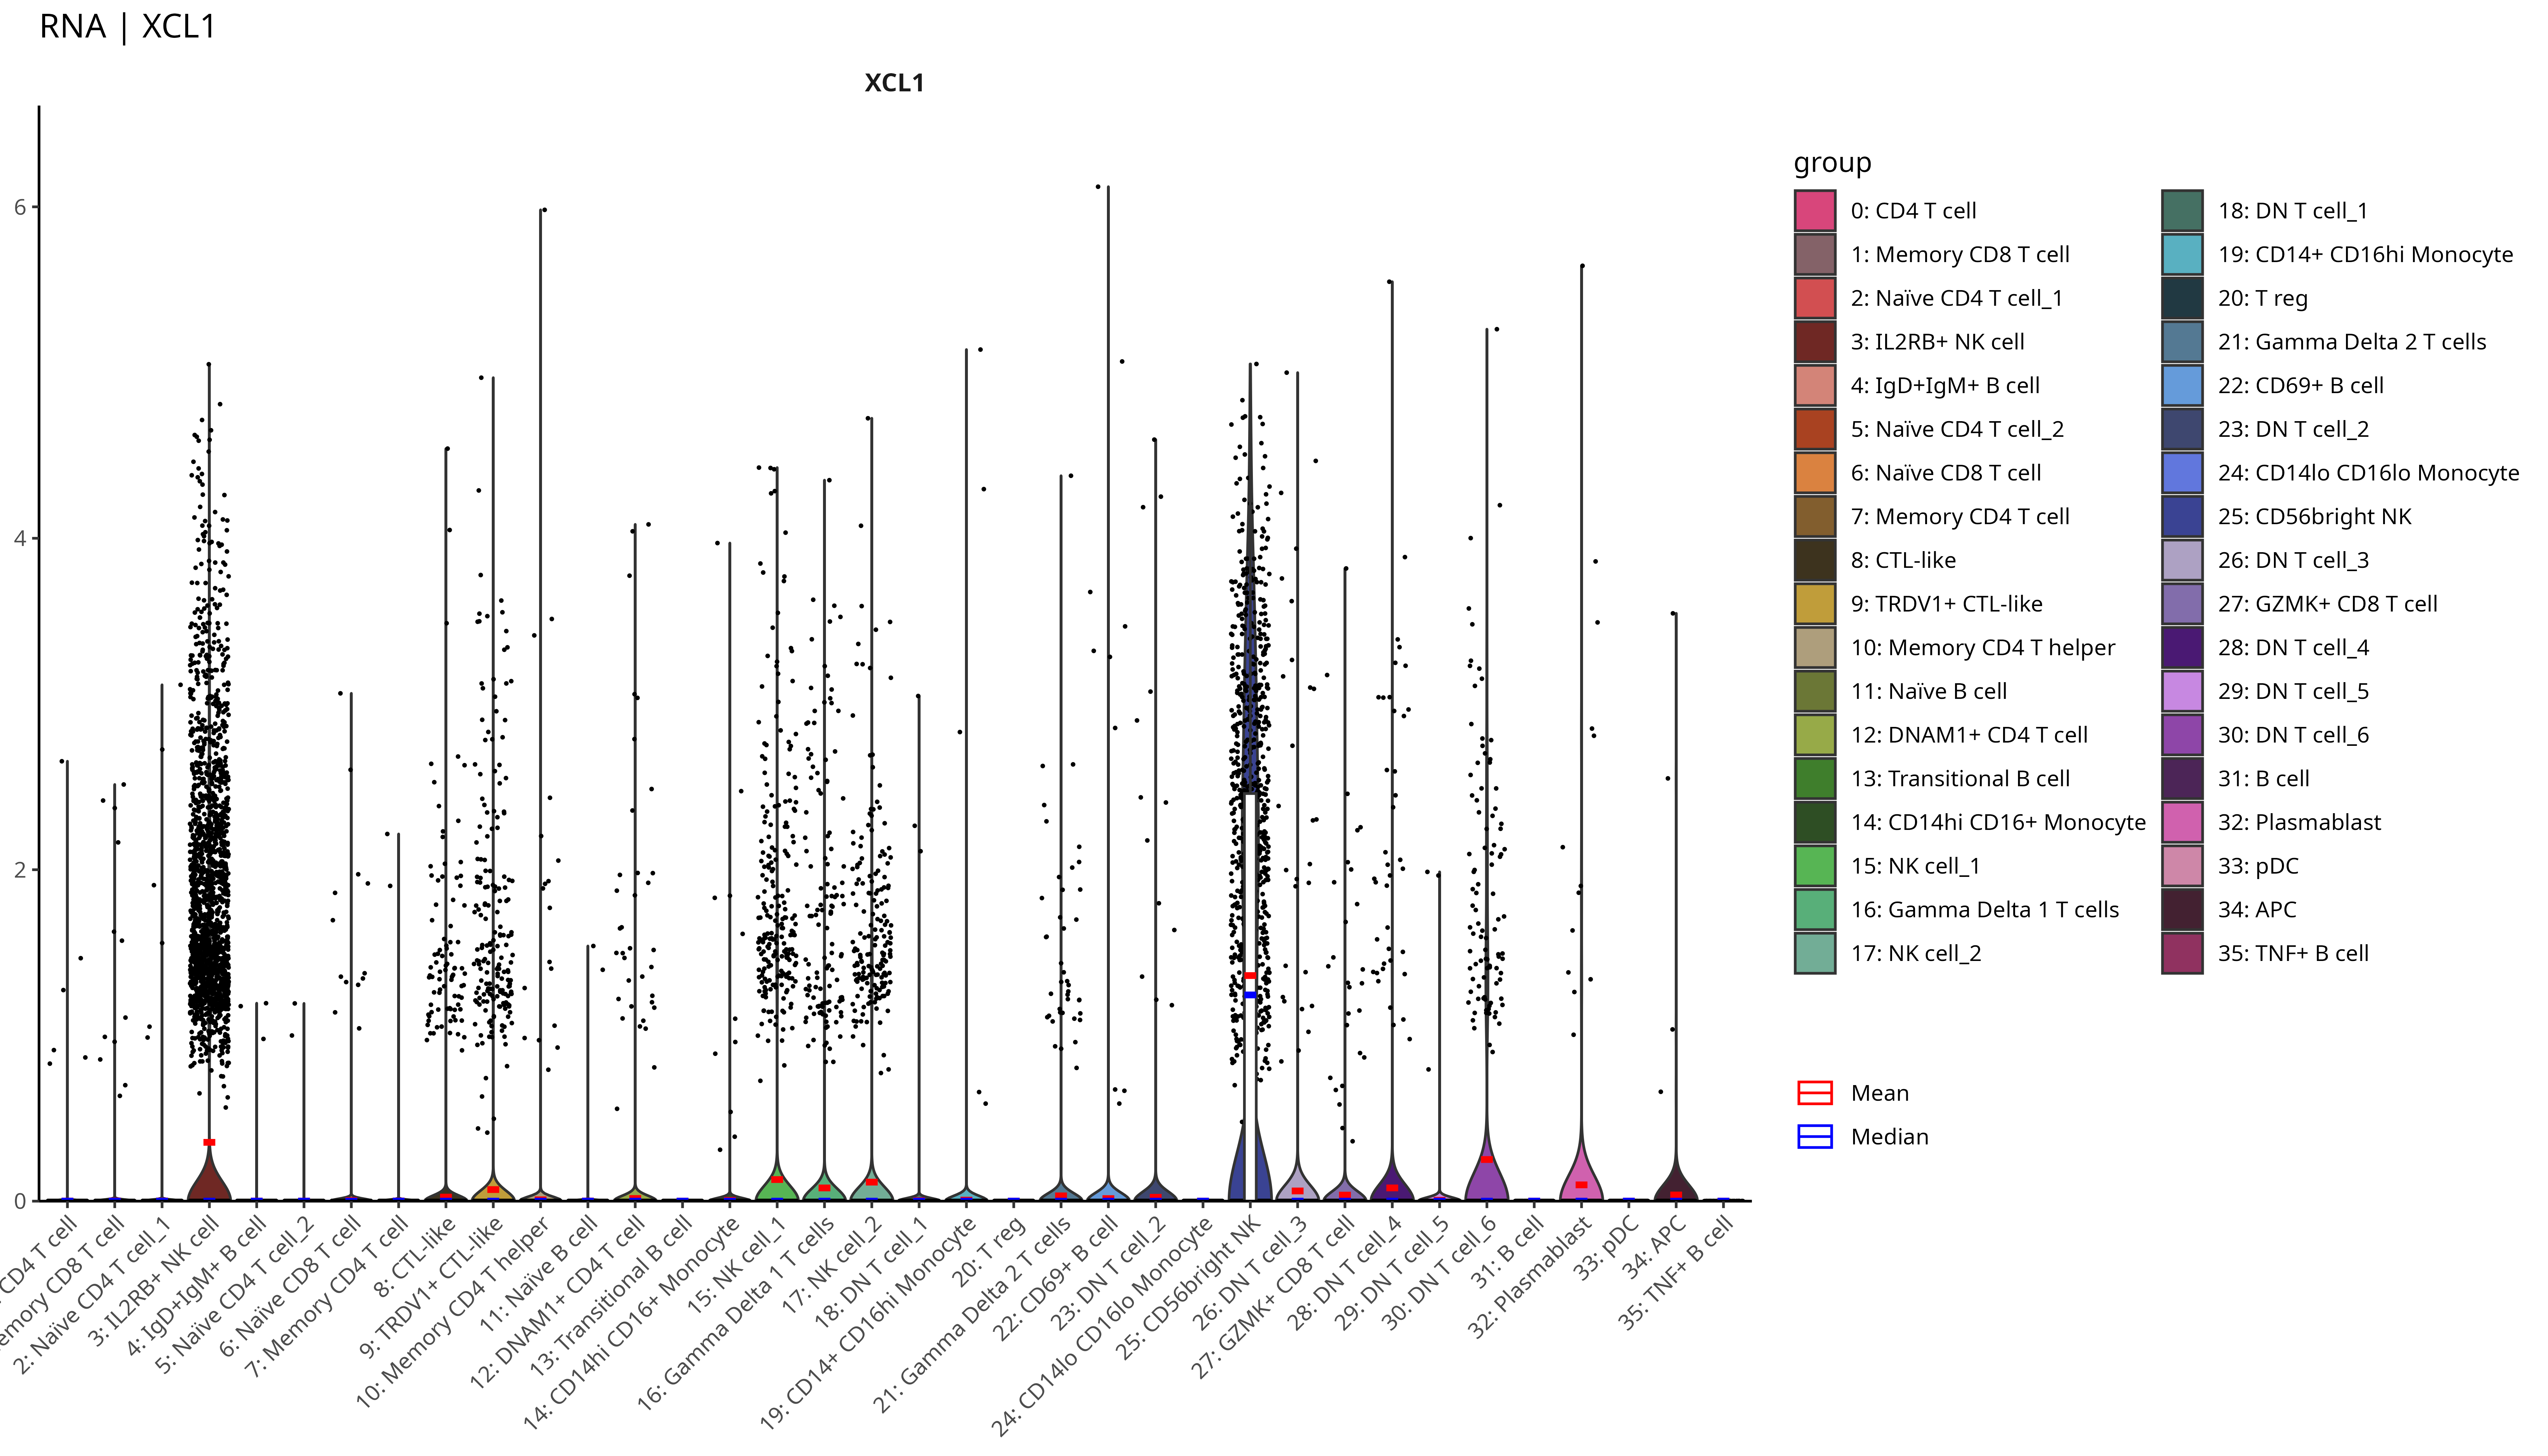 RNA | XCL1
XCL1
6
4
2
0
CD4 T cell
Memory CD8 T cell
2: Naïve CD4 T cell_1
3: IL2RB+ NK cell
4: IgD+IgM+ B cell
5: Naïve CD4 T cell_2
6: Naïve CD8 T cell
7: Memory CD4 T cell
8: CTL-like
9: TRDV1+ CTL-like
10: Memory CD4 T helper
11: Naïve B cell
12: DNAM1+ CD4 T cell
13: Transitional B cell
14: CD14hi CD16+ Monocyte
15: NK cell_1
16: Gamma Delta 1 T cells
17: NK cell_2
18: DN T cell_1
19: CD14+ CD16hi Monocyte
20: T reg
21: Gamma Delta 2 T cells
22: CD69+ B cell
23: DN T cell_2
24: CD14lo CD16lo Monocyte
25: CD56bright NK
26: DN T cell_3
27: GZMK+ CD8 T cell
28: DN T cell_4
29: DN T cell_5
30: DN T cell_6
31: B cell
32: Plasmablast
33: pDC
34: APC
35: TNF+ B cell
group
0: CD4 T cell
1: Memory CD8 T cell
2: Naïve CD4 T cell_1
3: IL2RB+ NK cell
4: IgD+IgM+ B cell
5: Naïve CD4 T cell_2
6: Naïve CD8 T cell
7: Memory CD4 T cell
8: CTL-like
9: TRDV1+ CTL-like
10: Memory CD4 T helper
11: Naïve B cell
12: DNAM1+ CD4 T cell
13: Transitional B cell
14: CD14hi CD16+ Monocyte
15: NK cell_1
16: Gamma Delta 1 T cells
17: NK cell_2
18: DN T cell_1
19: CD14+ CD16hi Monocyte
20: T reg
21: Gamma Delta 2 T cells
22: CD69+ B cell
23: DN T cell_2
24: CD14lo CD16lo Monocyte
25: CD56bright NK
26: DN T cell_3
27: GZMK+ CD8 T cell
28: DN T cell_4
29: DN T cell_5
30: DN T cell_6
31: B cell
32: Plasmablast
33: pDC
34: APC
35: TNF+ B cell
Mean
Median